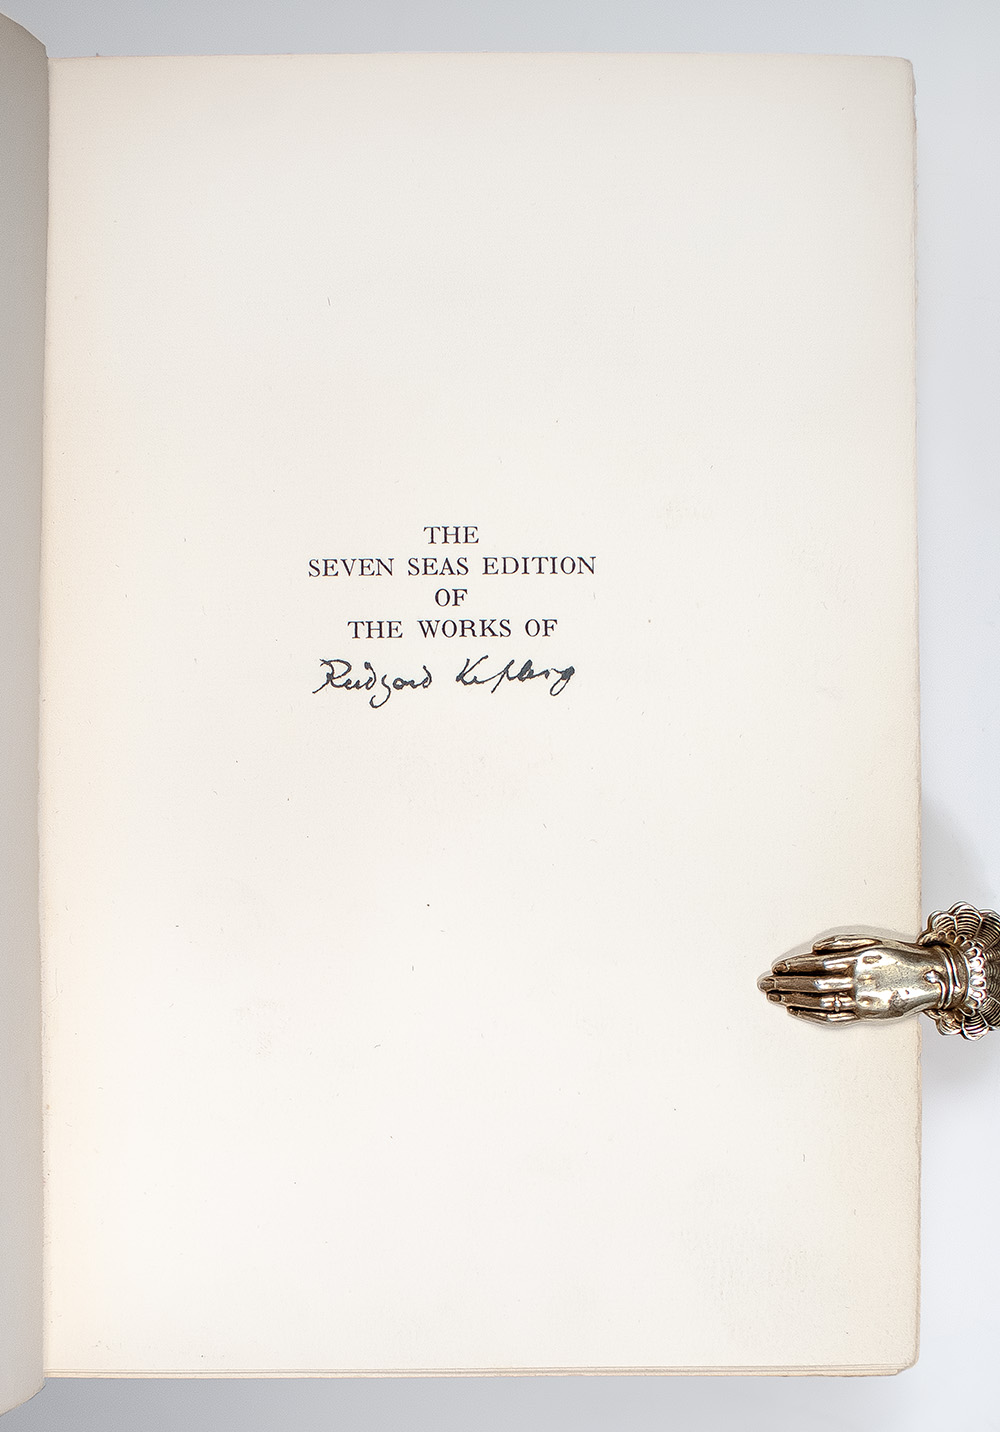 THE
SEVEN SEAS EDITION
OF
THE WORKS OF
Rudyard Kipling